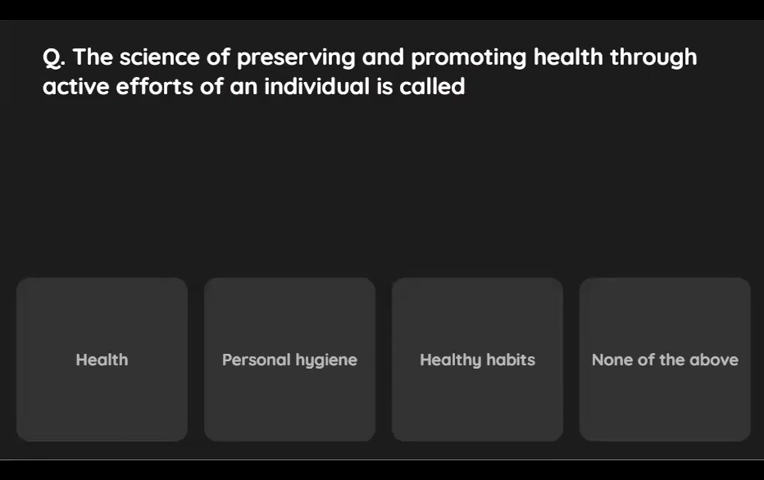 Q. The science of preserving and promoting health through
active efforts of an individual is called
Health
Personal hygiene
Healthy habits
None of the above